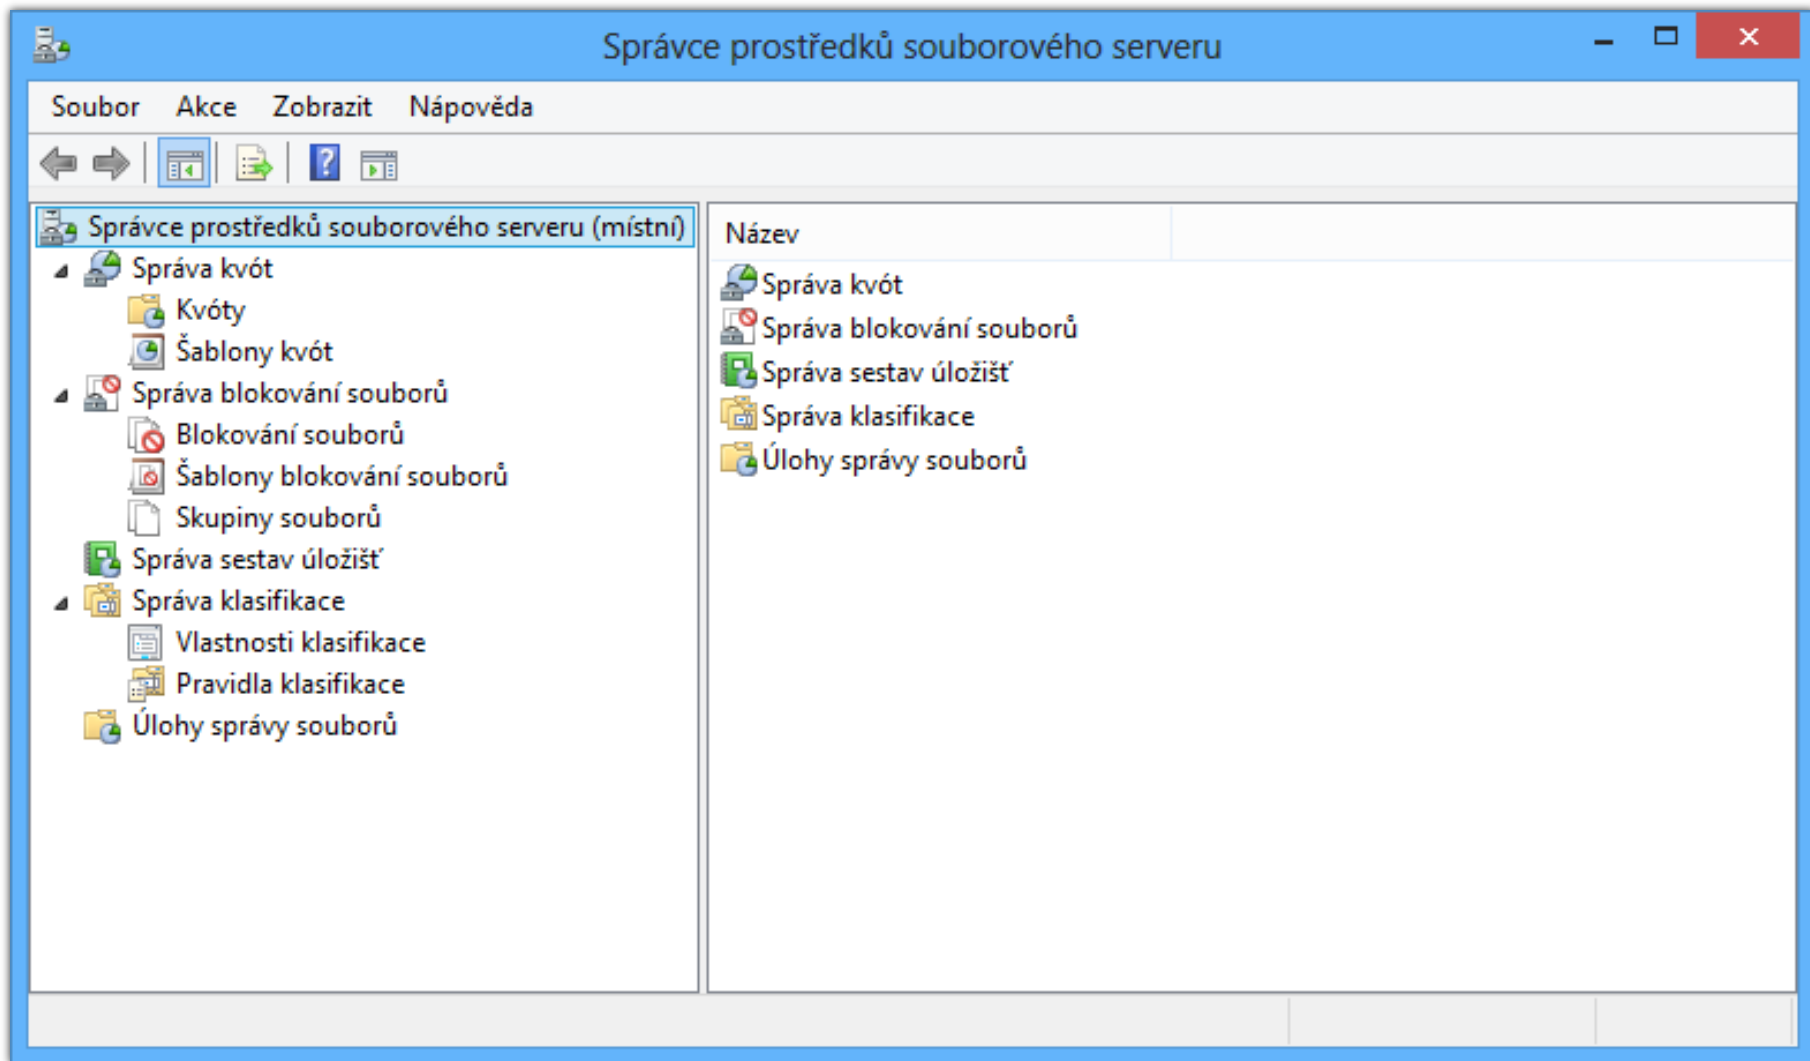 Správce prostředků souborového serveru
Soubor Akce Zobrazit Nápověda
Správce prostředků souborového serveru (místní)
Správa kvót
Kvóty
Šablony kvót
Správa blokování souborů
Blokování souborů
Šablony blokování souborů
Skupiny souborů
Správa sestav úložišť
Správa klasifikace
Vlastnosti klasifikace
Pravidla klasifikace
Úlohy správy souborů
Název
Správa kvót
Správa blokování souborů
Správa sestav úložišť
Správa klasifikace
Úlohy správy souborů